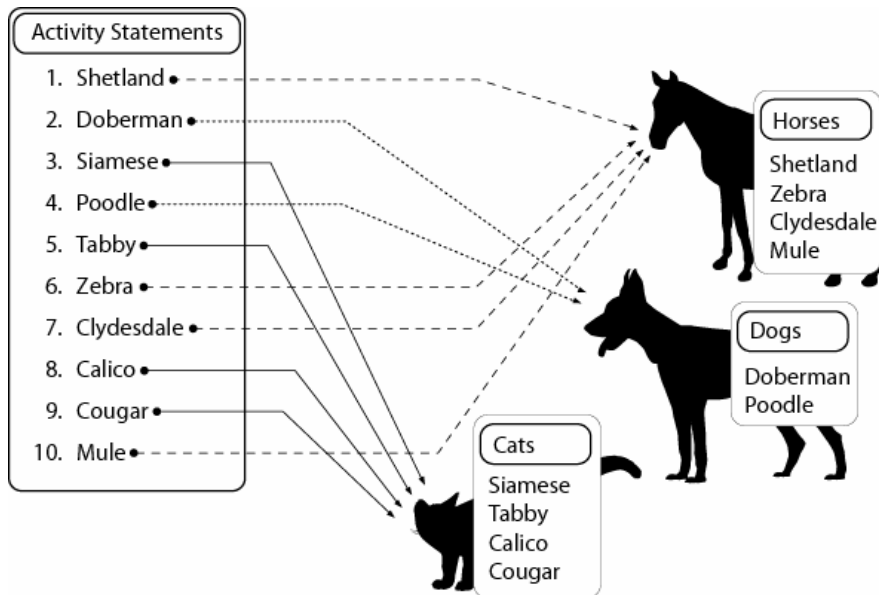 Activity Statements
1. Shetland
2. Doberman
3. Siamese
4. Poodle
5. Tabby
6. Zebra
7. Clydesdale
8. Calico
9. Cougar
10. Mule
Horses
Shetland
Zebra
Clydesdale
Mule
Dogs
Doberman
Poodle
Cats
Siamese
Tabby
Calico
Cougar